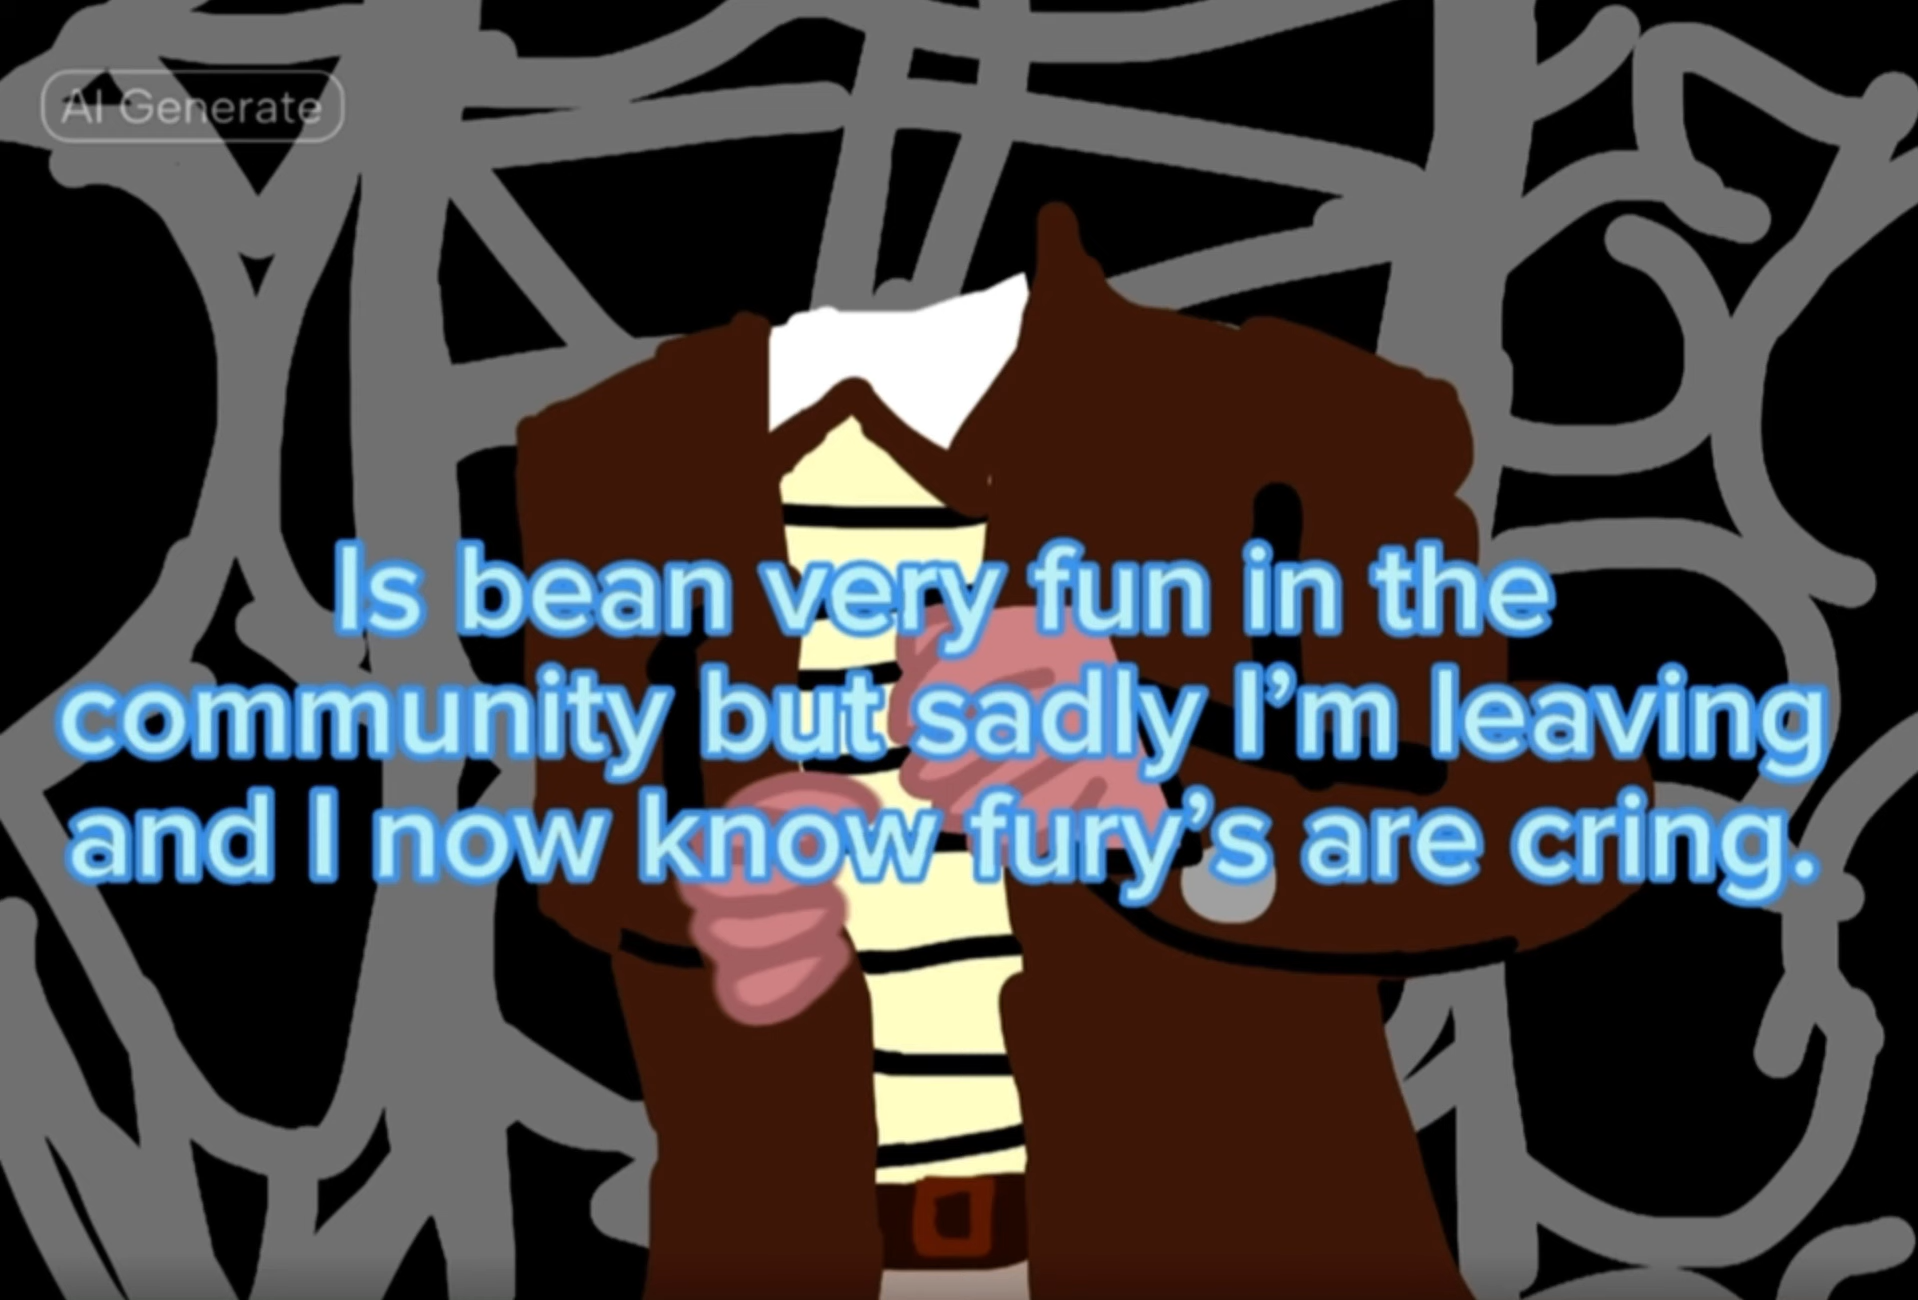 AI Generate
Is bean very fun in the
community but sadly I’m leaving
and I now know fury’s are cring.